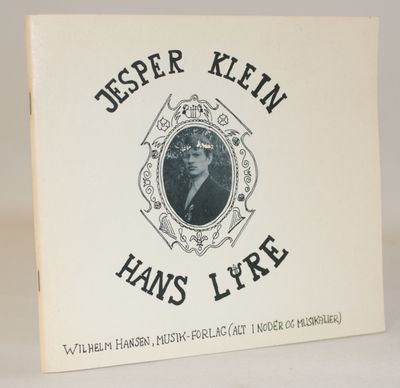 JESPER KLEIN
HANS LYRE
WILHELM HANSEN, MUSIK-FORLAG (ALT I NODER OG MUSIKALIER)